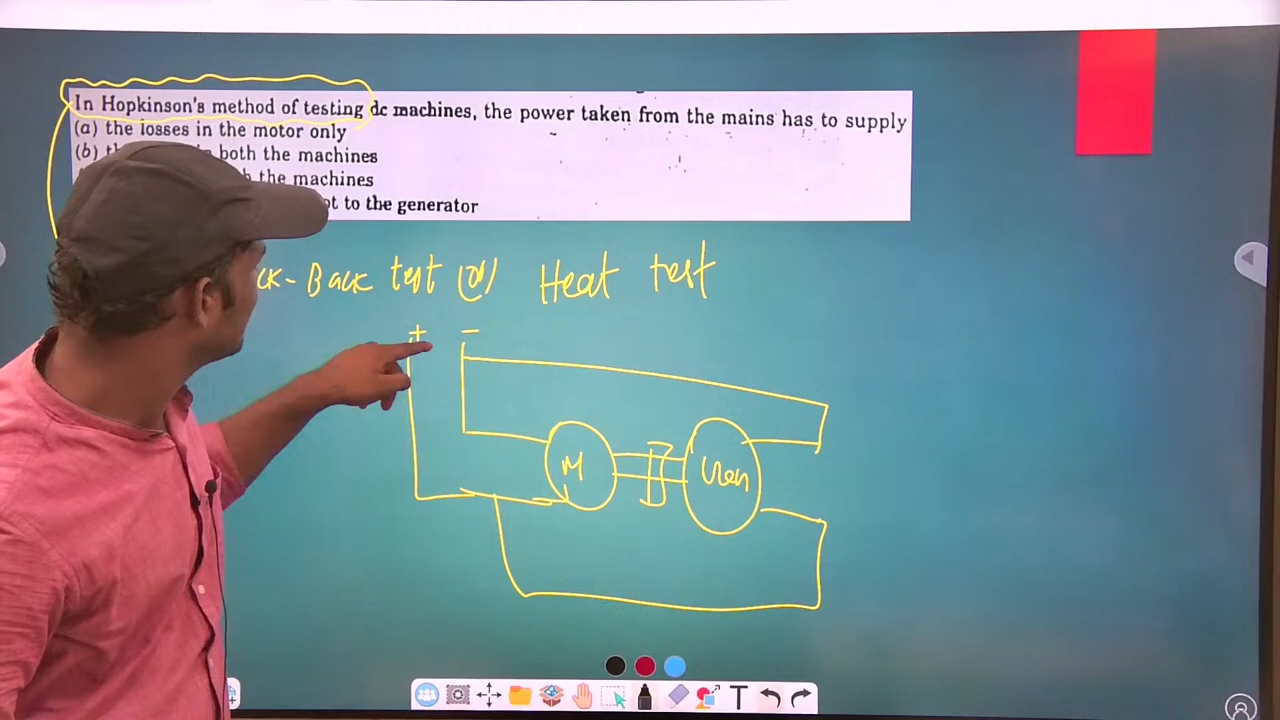 In Hopkinson's method of testing dc machines, the power taken from the mains has to supply
(a) the losses in the motor only
(b) both the machines
the machines
to the generator
Back test (or) Heat test
+ −
M Gen
T